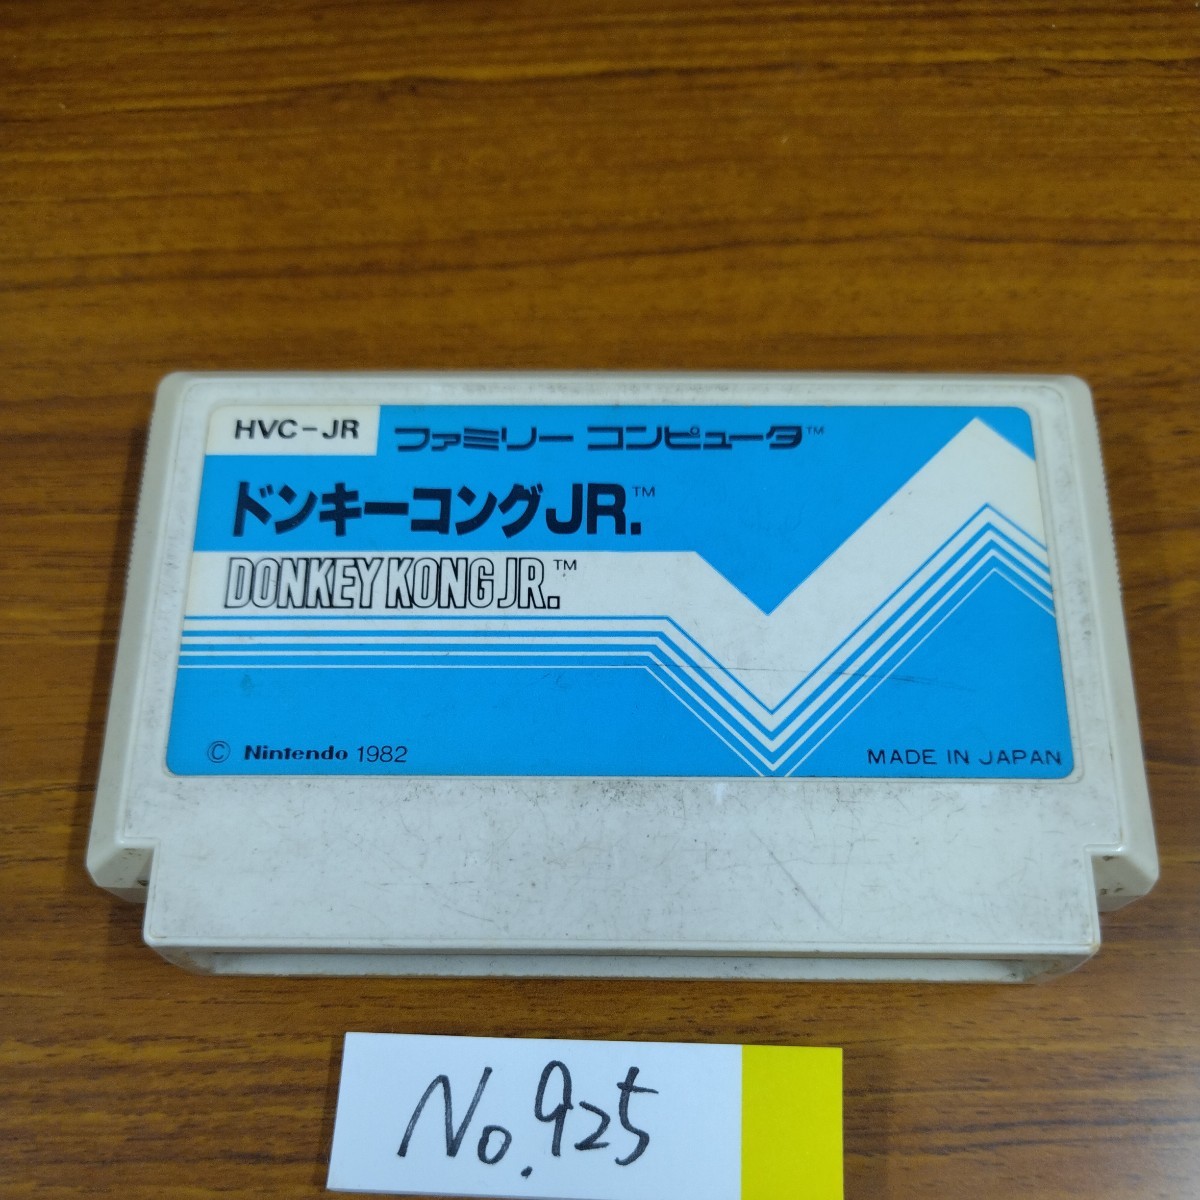 HVC-JR
ファミリー コンピュータ™
ドンキーコングJR.™
DONKEY KONG JR.™
© Nintendo 1982
MADE IN JAPAN
No.925